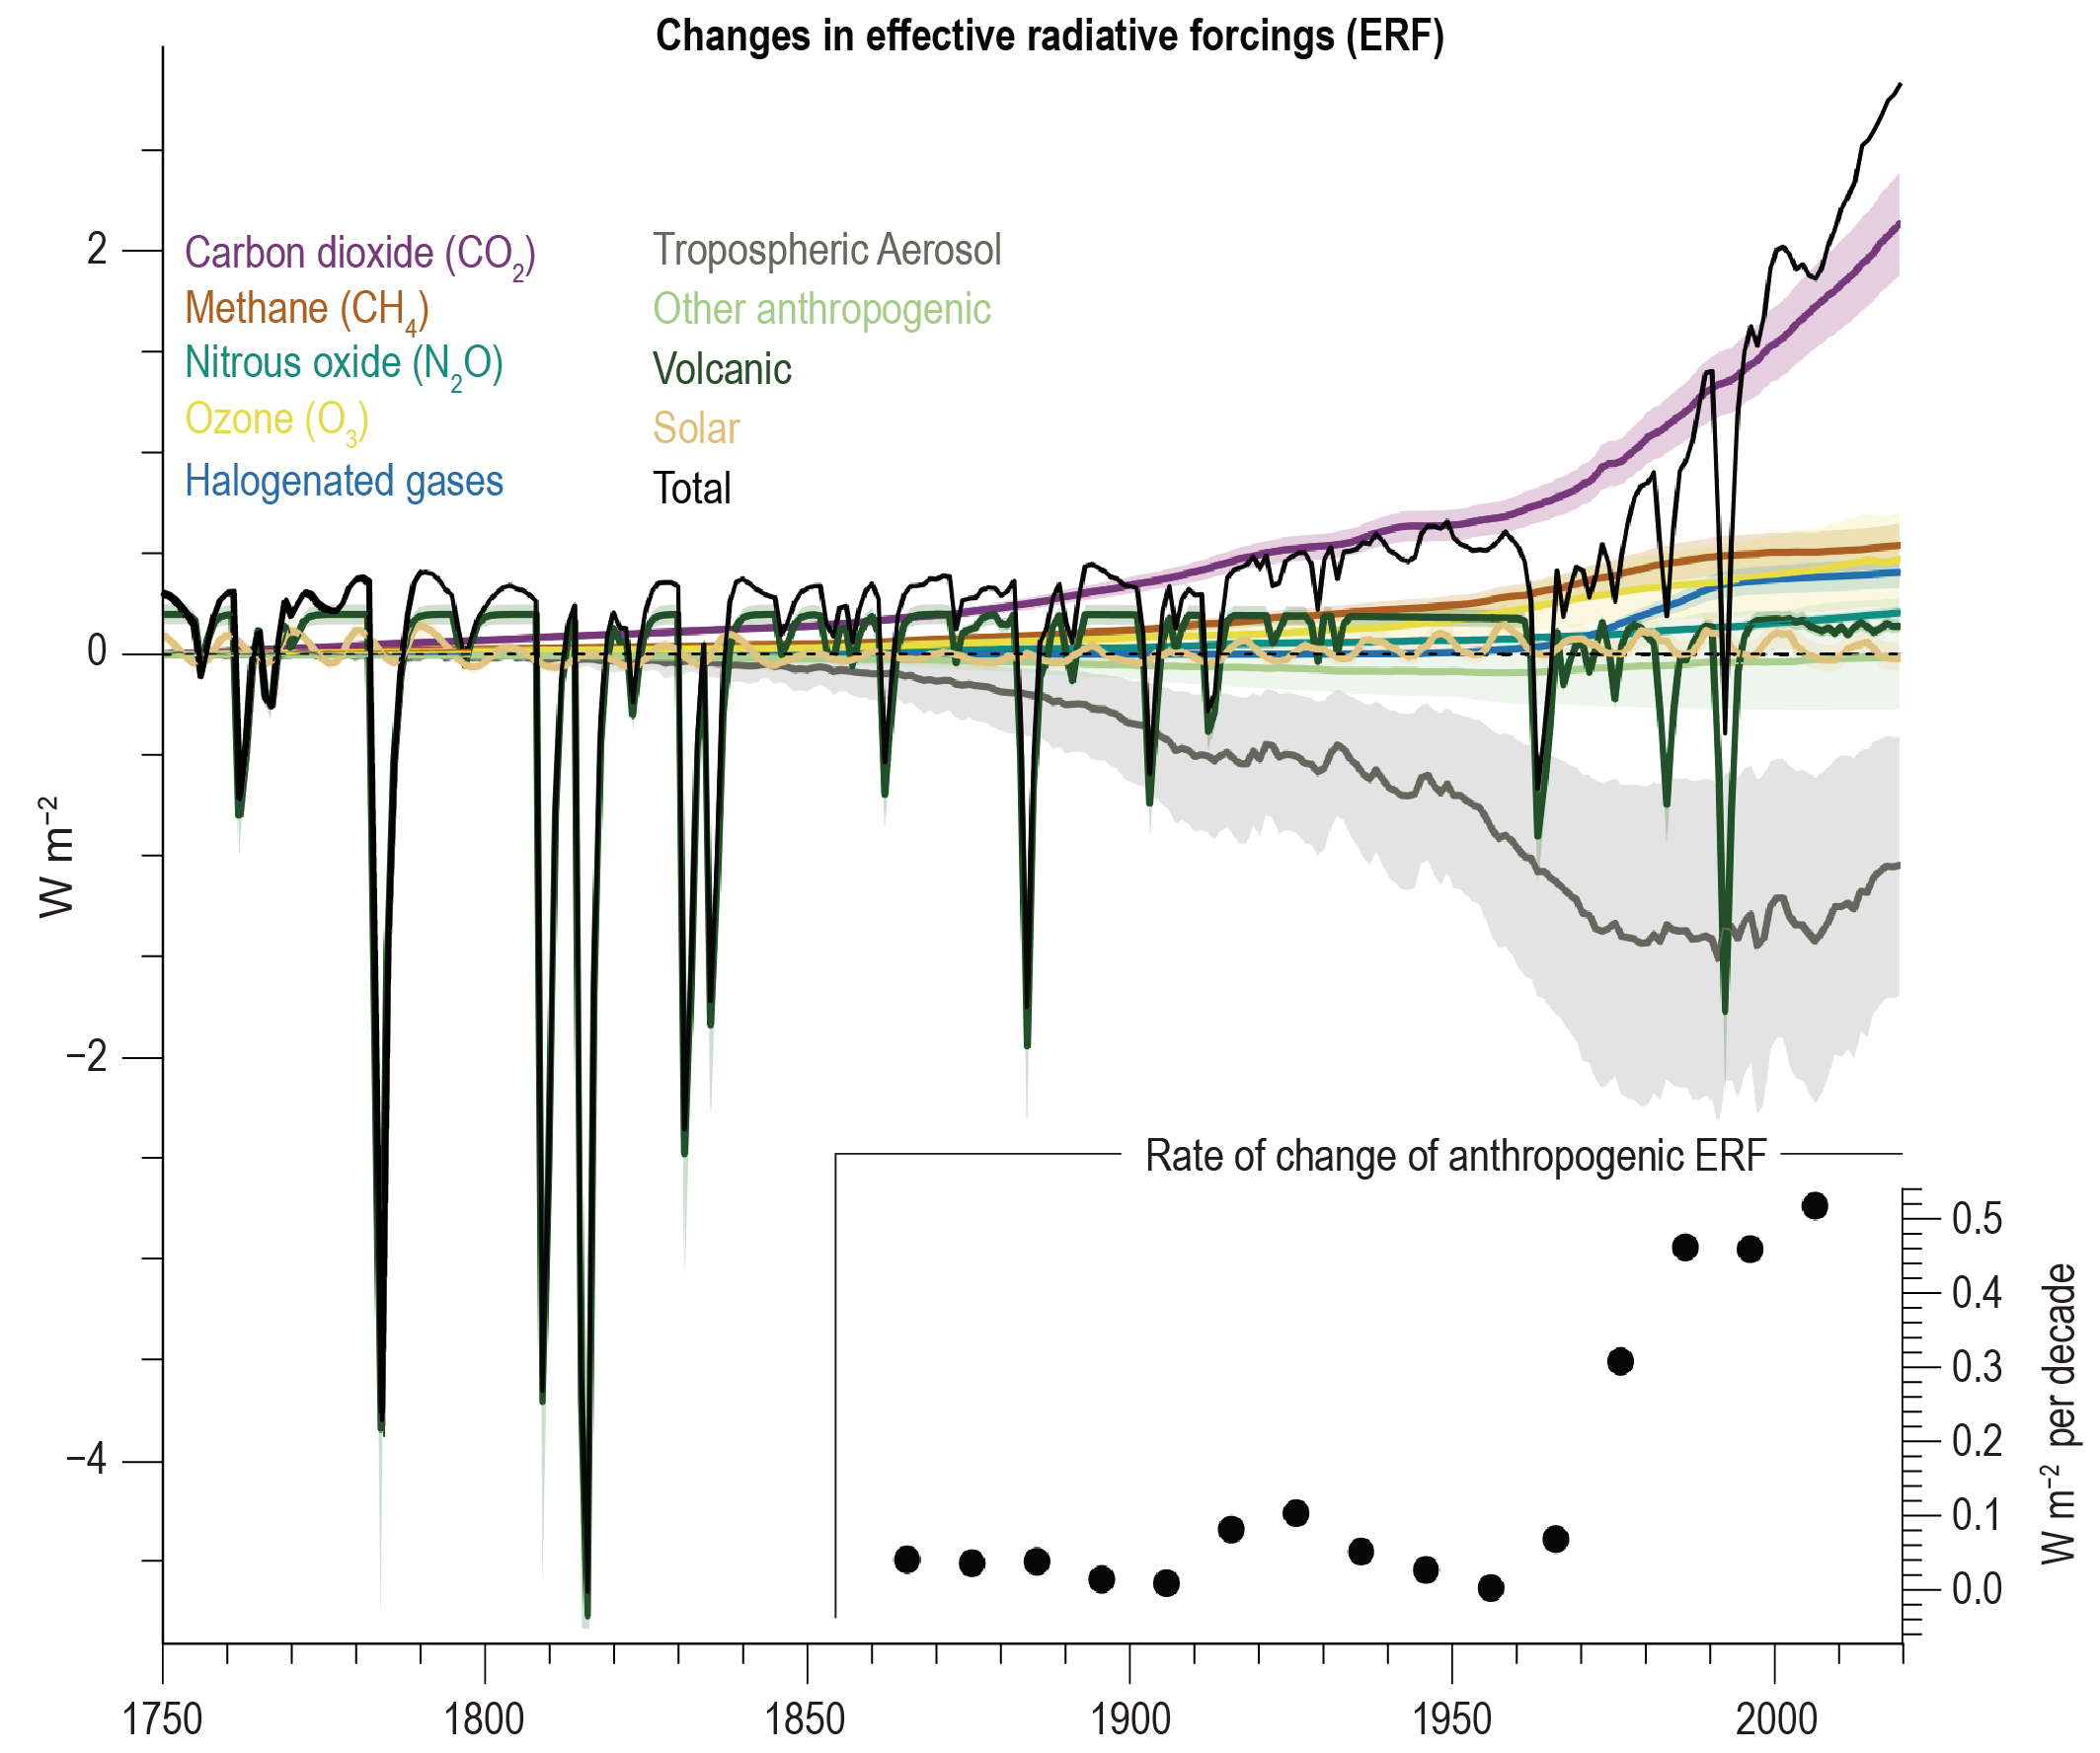 Changes in effective radiative forcings (ERF)
Carbon dioxide (CO₂)
Methane (CH₄)
Nitrous oxide (N₂O)
Ozone (O₃)
Halogenated gases
Tropospheric Aerosol
Other anthropogenic
Volcanic
Solar
Total
2
0
−2
−4
W m⁻²
Rate of change of anthropogenic ERF
0.5
0.4
0.3
0.2
0.1
0.0
W m⁻² per decade
1750
1800
1850
1900
1950
2000